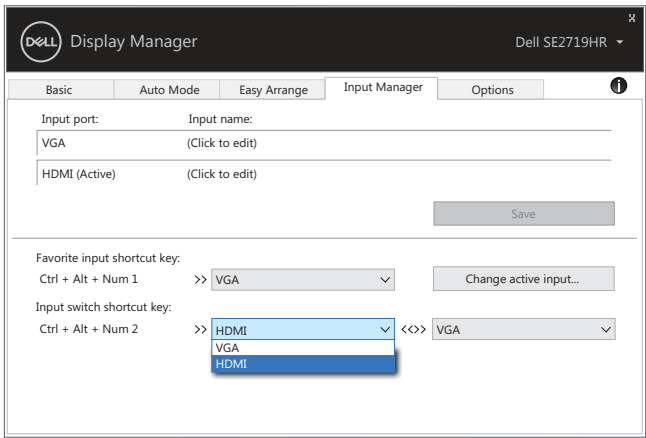 x
DELL Display Manager Dell SE2719HR
Basic Auto Mode Easy Arrange Input Manager Options i
Input port: Input name:
VGA (Click to edit)
HDMI (Active) (Click to edit)
Save
Favorite input shortcut key:
Ctrl + Alt + Num 1 >> VGA Change active input...
Input switch shortcut key:
Ctrl + Alt + Num 2 >> HDMI <<>> VGA
VGA
HDMI